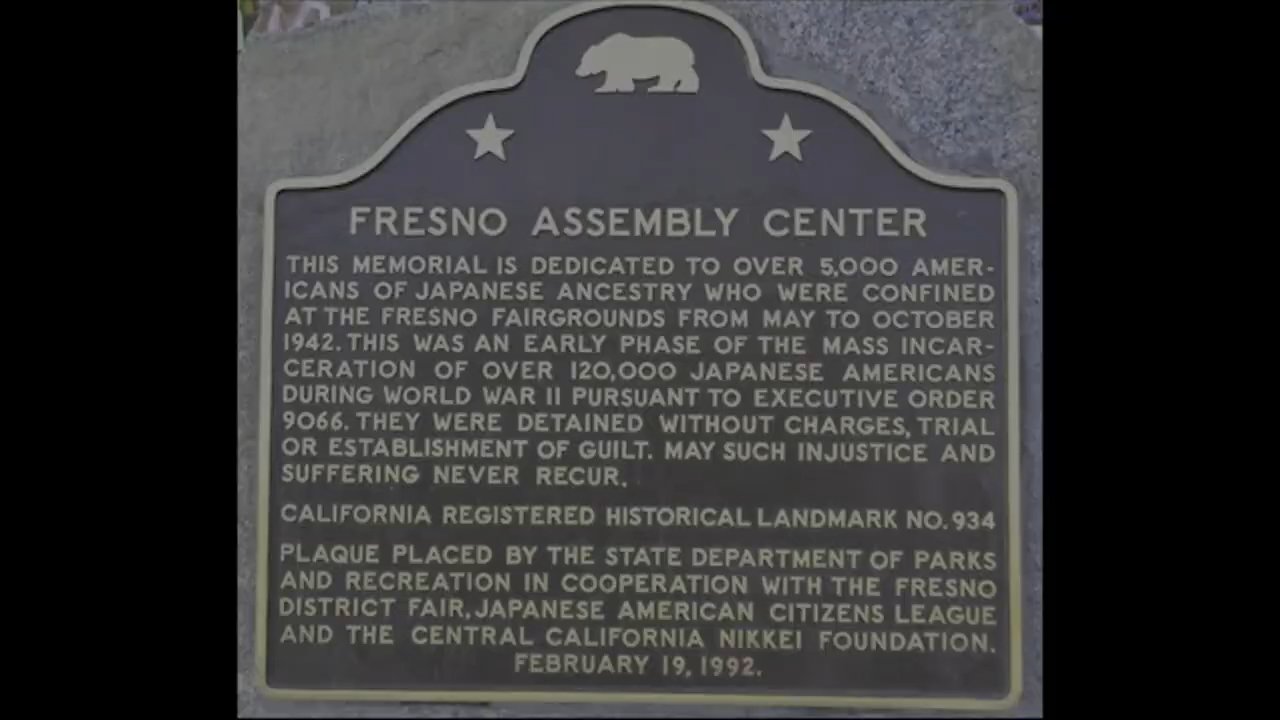 FRESNO ASSEMBLY CENTER
THIS MEMORIAL IS DEDICATED TO OVER 5,000 AMER-
ICANS OF JAPANESE ANCESTRY WHO WERE CONFINED
AT THE FRESNO FAIRGROUNDS FROM MAY TO OCTOBER
1942. THIS WAS AN EARLY PHASE OF THE MASS INCAR-
CERATION OF OVER 120,000 JAPANESE AMERICANS
DURING WORLD WAR II PURSUANT TO EXECUTIVE ORDER
9066. THEY WERE DETAINED WITHOUT CHARGES, TRIAL
OR ESTABLISHMENT OF GUILT. MAY SUCH INJUSTICE AND
SUFFERING NEVER RECUR.
CALIFORNIA REGISTERED HISTORICAL LANDMARK NO. 934
PLAQUE PLACED BY THE STATE DEPARTMENT OF PARKS
AND RECREATION IN COOPERATION WITH THE FRESNO
DISTRICT FAIR, JAPANESE AMERICAN CITIZENS LEAGUE
AND THE CENTRAL CALIFORNIA NIKKEI FOUNDATION.
FEBRUARY 19, 1992.